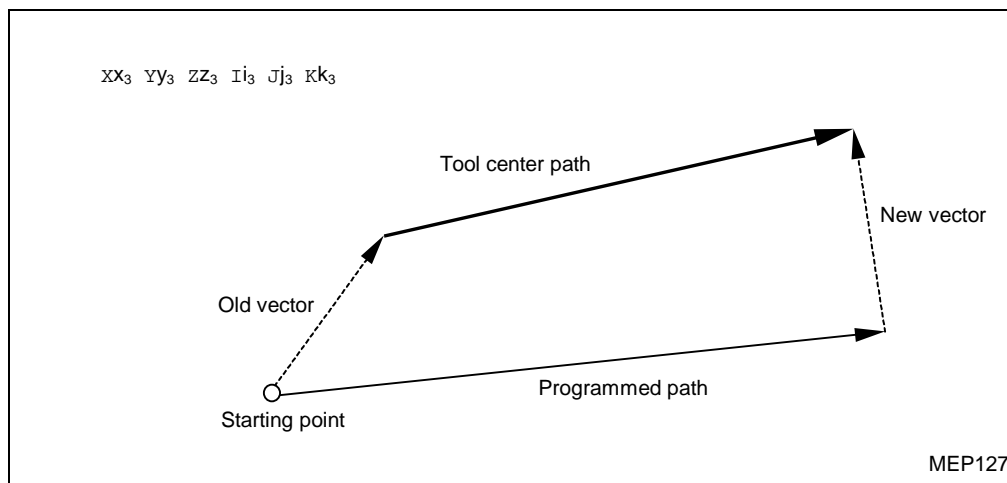 Xx₃ Yy₃ Zz₃ Ii₃ Jj₃ Kk₃
Tool center path
New vector
Old vector
Programmed path
Starting point
MEP127